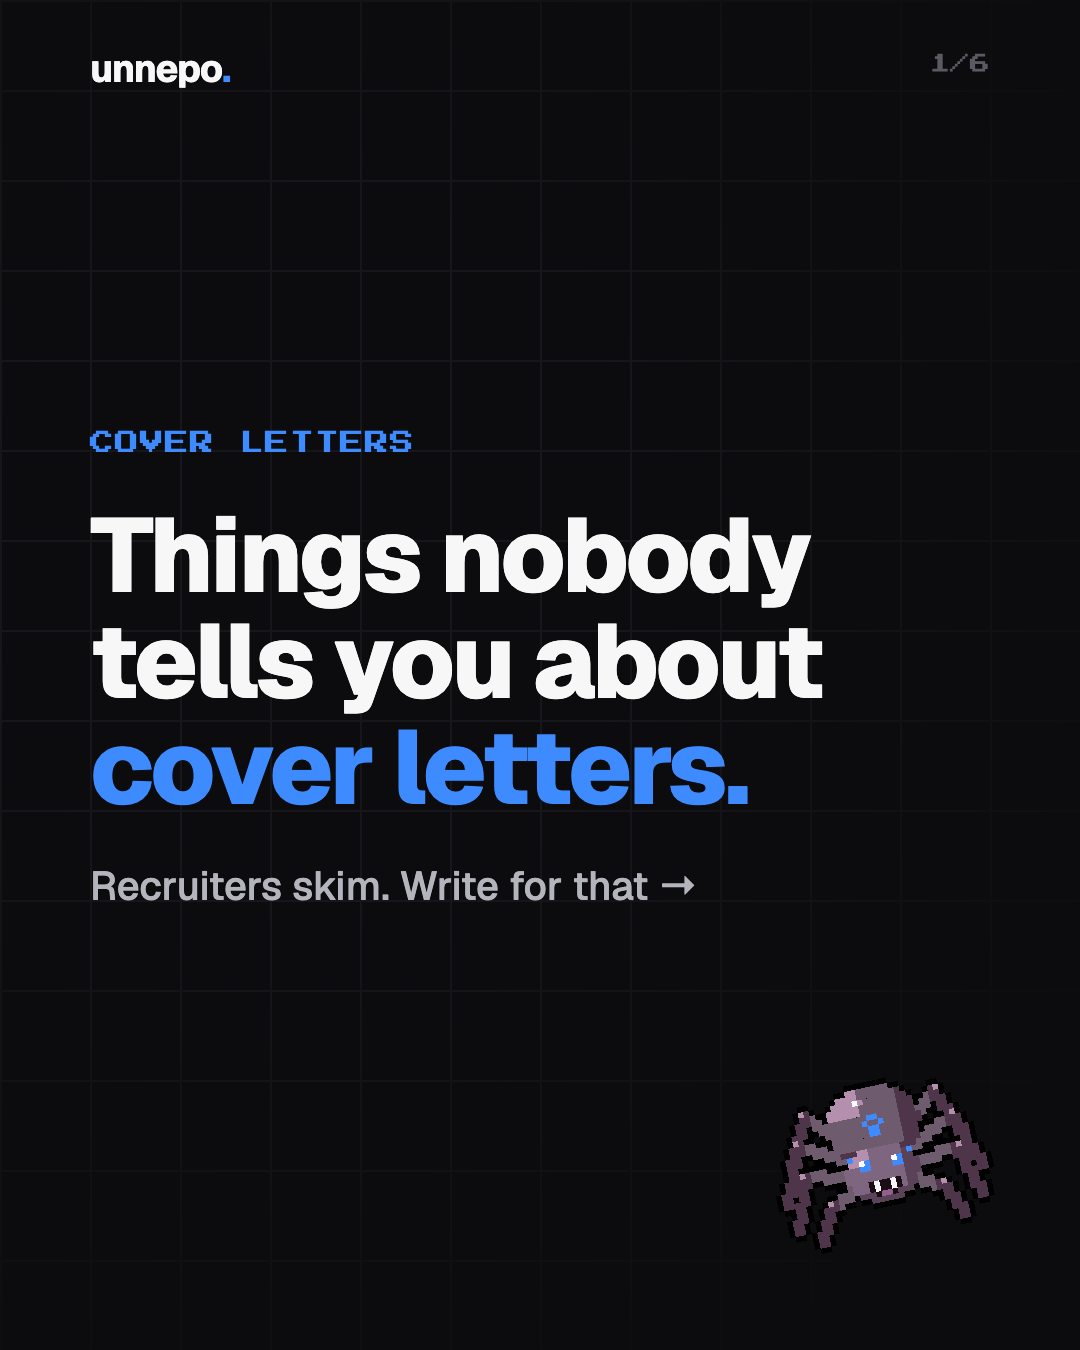 unnepo.
1/6
COVER LETTERS
Things nobody
tells you about
cover letters.
Recruiters skim. Write for that →